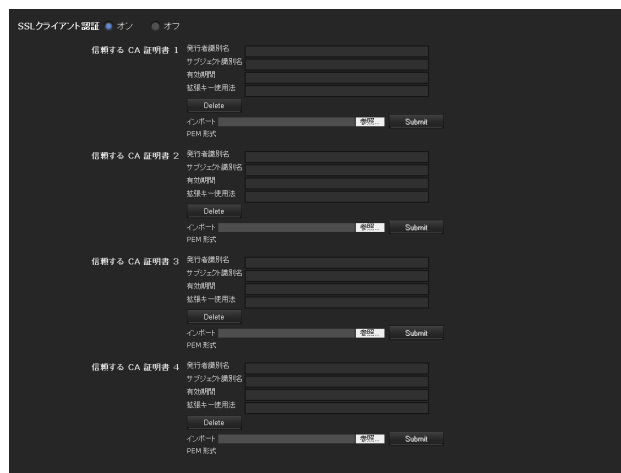 SSLクライアント認証 オン オフ
信頼する CA 証明書 1 発行者識別名
サブジェクト識別名
有効期間
拡張キー使用法
Delete
インポート 参照... Submit
PEM 形式
信頼する CA 証明書 2 発行者識別名
サブジェクト識別名
有効期間
拡張キー使用法
Delete
インポート 参照... Submit
PEM 形式
信頼する CA 証明書 3 発行者識別名
サブジェクト識別名
有効期間
拡張キー使用法
Delete
インポート 参照... Submit
PEM 形式
信頼する CA 証明書 4 発行者識別名
サブジェクト識別名
有効期間
拡張キー使用法
Delete
インポート 参照... Submit
PEM 形式